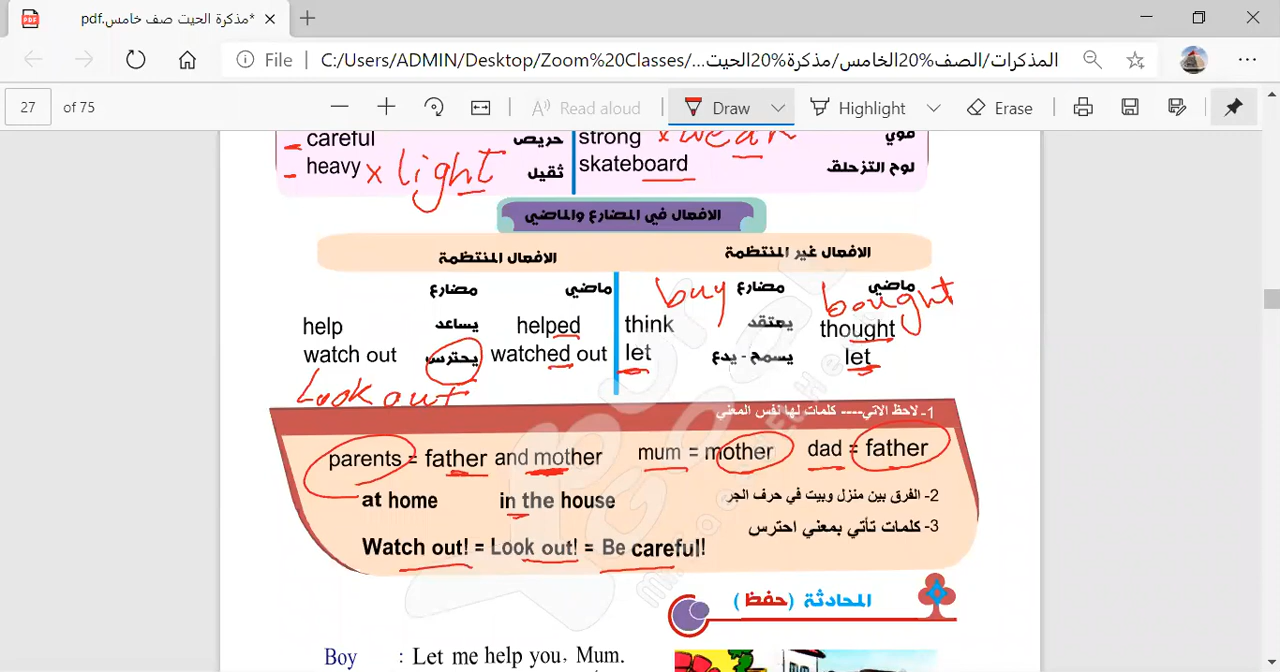 مذكرة الحيت صف خامس.pdf*
File | C:/Users/ADMIN/Desktop/Zoom%20Classes/...المذكرات/الصف%20الخامس/مذكرة%20الحيت
27 of 75 Read aloud Draw Highlight Erase
careful حريص strong x weak قوي
heavy x light ثقيل skateboard لوح التزحلق
الافعال في المضارع والماضي
الافعال المنتظمة الافعال غير المنتظمة
مضارع ماضي buy مضارع ماضي bought
help يساعد helped think يعتقد thought
watch out يحترس watched out let يسمح - يدع let
Look out
1- لاحظ الاتي---- كلمات لها نفس المعني
parents = father and mother mum = mother dad = father
at home in the house 2- الفرق بين منزل وبيت في حرف الجر
3- كلمات تأتي بمعني احترس
Watch out! = Look out! = Be careful!
المحادثة (حفظ)
Boy : Let me help you, Mum.